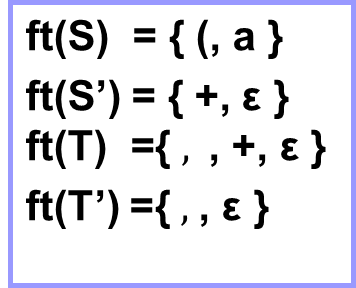 ft(S) = { (, a }
ft(S’) = { +, ε }
ft(T) ={ , , +, ε }
ft(T’) ={ , , ε }